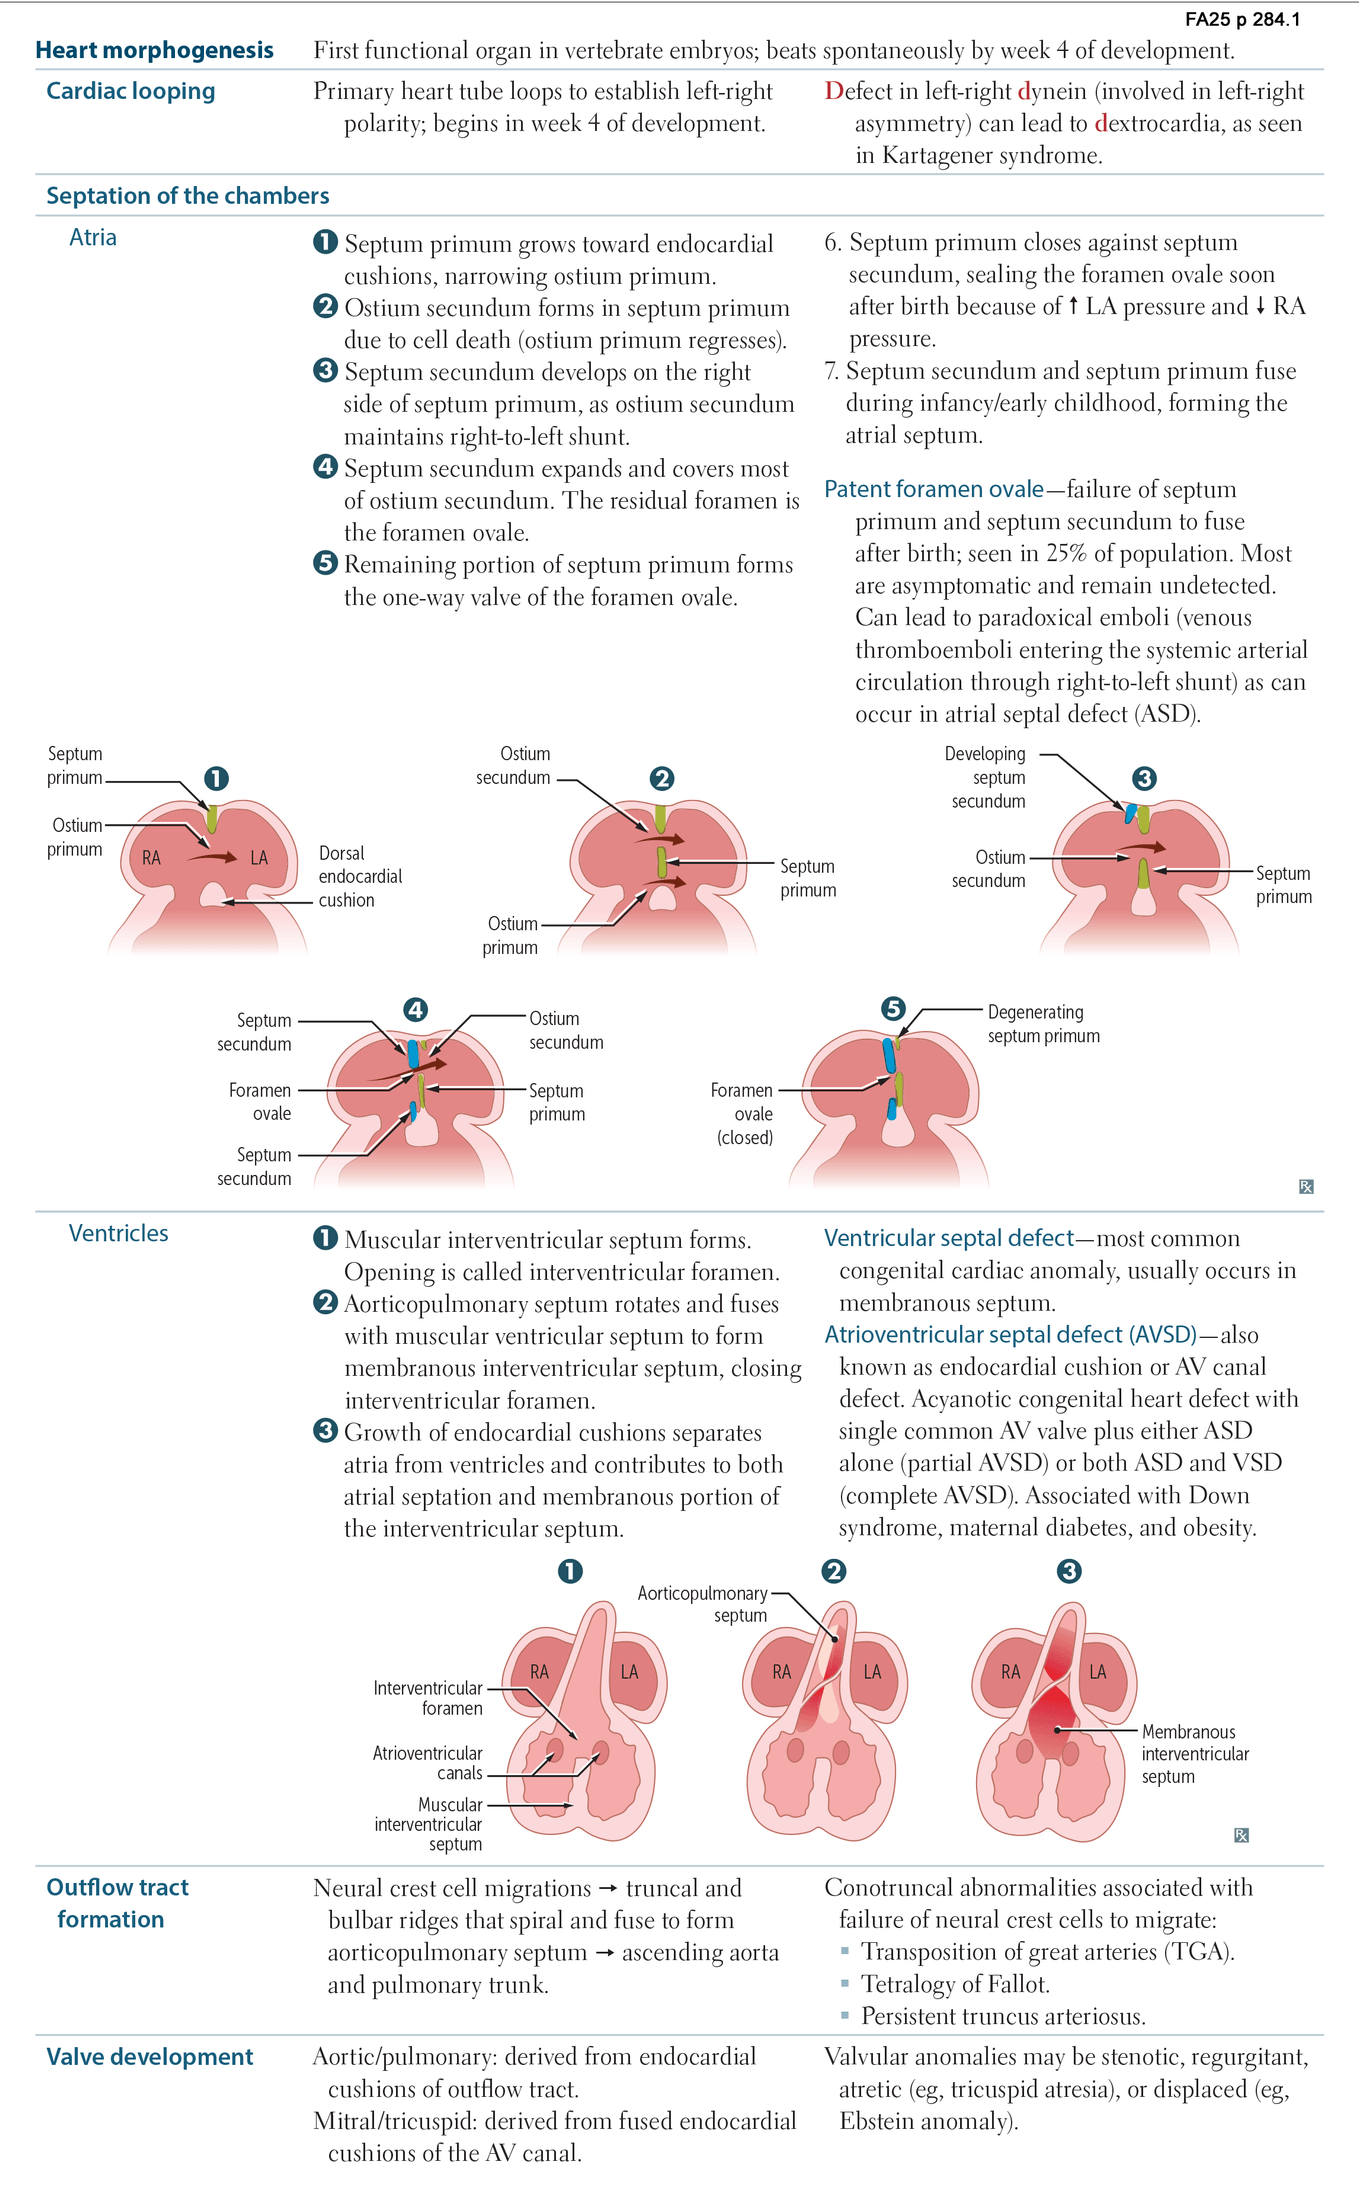 FA25 p 284.1
Heart morphogenesis
First functional organ in vertebrate embryos; beats spontaneously by week 4 of development.
Cardiac looping
Primary heart tube loops to establish left-right
polarity; begins in week 4 of development.
Defect in left-right dynein (involved in left-right
asymmetry) can lead to dextrocardia, as seen
in Kartagener syndrome.
Septation of the chambers
Atria
1 Septum primum grows toward endocardial
cushions, narrowing ostium primum.
2 Ostium secundum forms in septum primum
due to cell death (ostium primum regresses).
3 Septum secundum develops on the right
side of septum primum, as ostium secundum
maintains right-to-left shunt.
4 Septum secundum expands and covers most
of ostium secundum. The residual foramen is
the foramen ovale.
5 Remaining portion of septum primum forms
the one-way valve of the foramen ovale.
6. Septum primum closes against septum
secundum, sealing the foramen ovale soon
after birth because of ↑ LA pressure and ↓ RA
pressure.
7. Septum secundum and septum primum fuse
during infancy/early childhood, forming the
atrial septum.
Patent foramen ovale—failure of septum
primum and septum secundum to fuse
after birth; seen in 25% of population. Most
are asymptomatic and remain undetected.
Can lead to paradoxical emboli (venous
thromboemboli entering the systemic arterial
circulation through right-to-left shunt) as can
occur in atrial septal defect (ASD).
Septum
primum
1
Ostium
primum
RA
LA
Dorsal
endocardial
cushion
Ostium
secundum
2
Septum
primum
Ostium
primum
Developing
septum
secundum
3
Ostium
secundum
Septum
primum
4
Septum
secundum
Ostium
secundum
Foramen
ovale
Septum
primum
Septum
secundum
5
Degenerating
septum primum
Foramen
ovale
(closed)
Rx
Ventricles
1 Muscular interventricular septum forms.
Opening is called interventricular foramen.
2 Aorticopulmonary septum rotates and fuses
with muscular ventricular septum to form
membranous interventricular septum, closing
interventricular foramen.
3 Growth of endocardial cushions separates
atria from ventricles and contributes to both
atrial septation and membranous portion of
the interventricular septum.
Ventricular septal defect—most common
congenital cardiac anomaly, usually occurs in
membranous septum.
Atrioventricular septal defect (AVSD)—also
known as endocardial cushion or AV canal
defect. Acyanotic congenital heart defect with
single common AV valve plus either ASD
alone (partial AVSD) or both ASD and VSD
(complete AVSD). Associated with Down
syndrome, maternal diabetes, and obesity.
1
RA
LA
Interventricular
foramen
Atrioventricular
canals
Muscular
interventricular
septum
2
Aorticopulmonary
septum
RA
LA
3
RA
LA
Membranous
interventricular
septum
Rx
Outflow tract
formation
Neural crest cell migrations → truncal and
bulbar ridges that spiral and fuse to form
aorticopulmonary septum → ascending aorta
and pulmonary trunk.
Conotruncal abnormalities associated with
failure of neural crest cells to migrate:
▪ Transposition of great arteries (TGA).
▪ Tetralogy of Fallot.
▪ Persistent truncus arteriosus.
Valve development
Aortic/pulmonary: derived from endocardial
cushions of outflow tract.
Mitral/tricuspid: derived from fused endocardial
cushions of the AV canal.
Valvular anomalies may be stenotic, regurgitant,
atretic (eg, tricuspid atresia), or displaced (eg,
Ebstein anomaly).